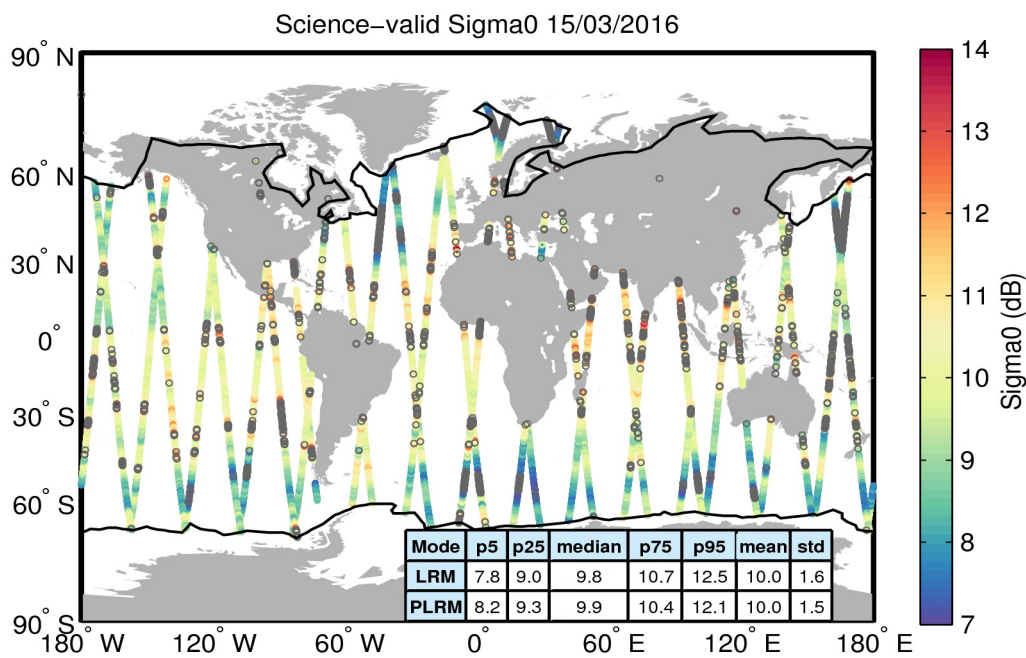 Science-valid Sigma0 15/03/2016
90° N
60° N
30° N
0°
30° S
60° S
90° S
180° W
120° W
60° W
0°
60° E
120° E
180° E
14
13
12
11
10
9
8
7
Sigma0 (dB)
Mode p5 p25 median p75 p95 mean std
LRM 7.8 9.0 9.8 10.7 12.5 10.0 1.6
PLRM 8.2 9.3 9.9 10.4 12.1 10.0 1.5